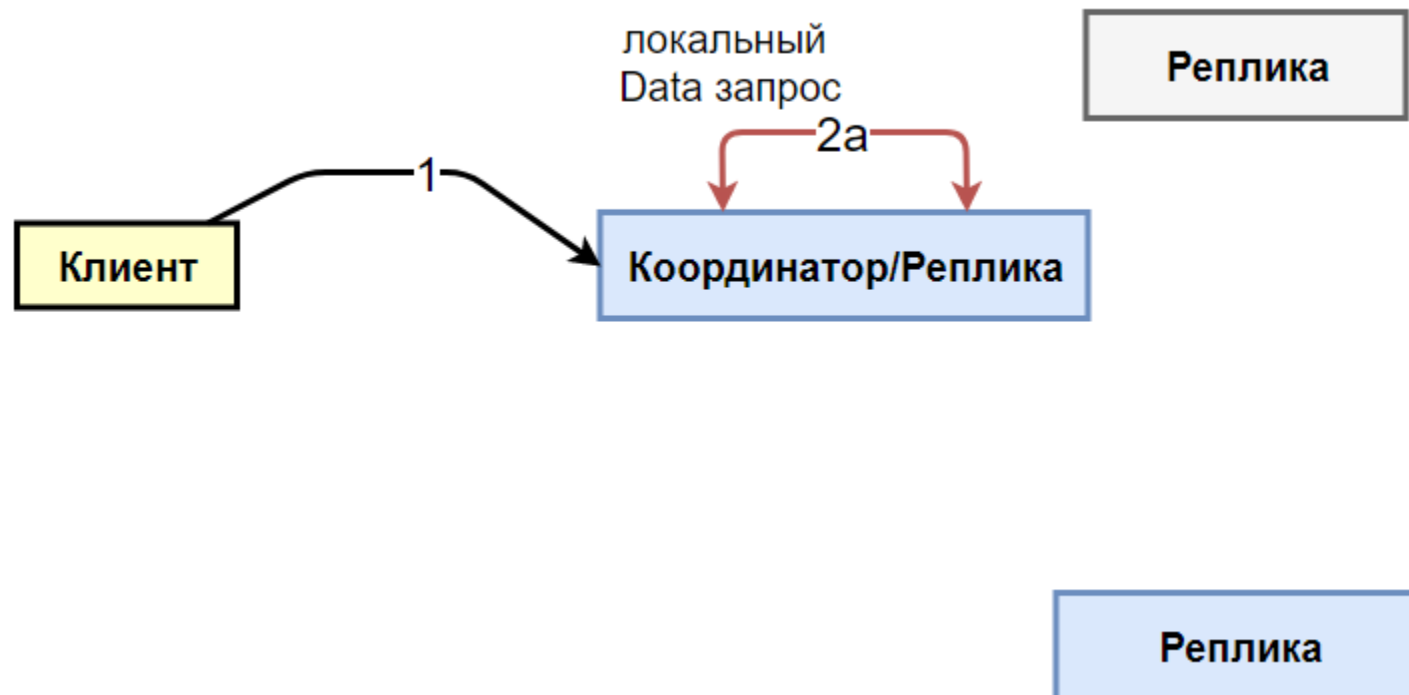 локальный
Data запрос
Реплика
2a
1
Клиент
Координатор/Реплика
Реплика